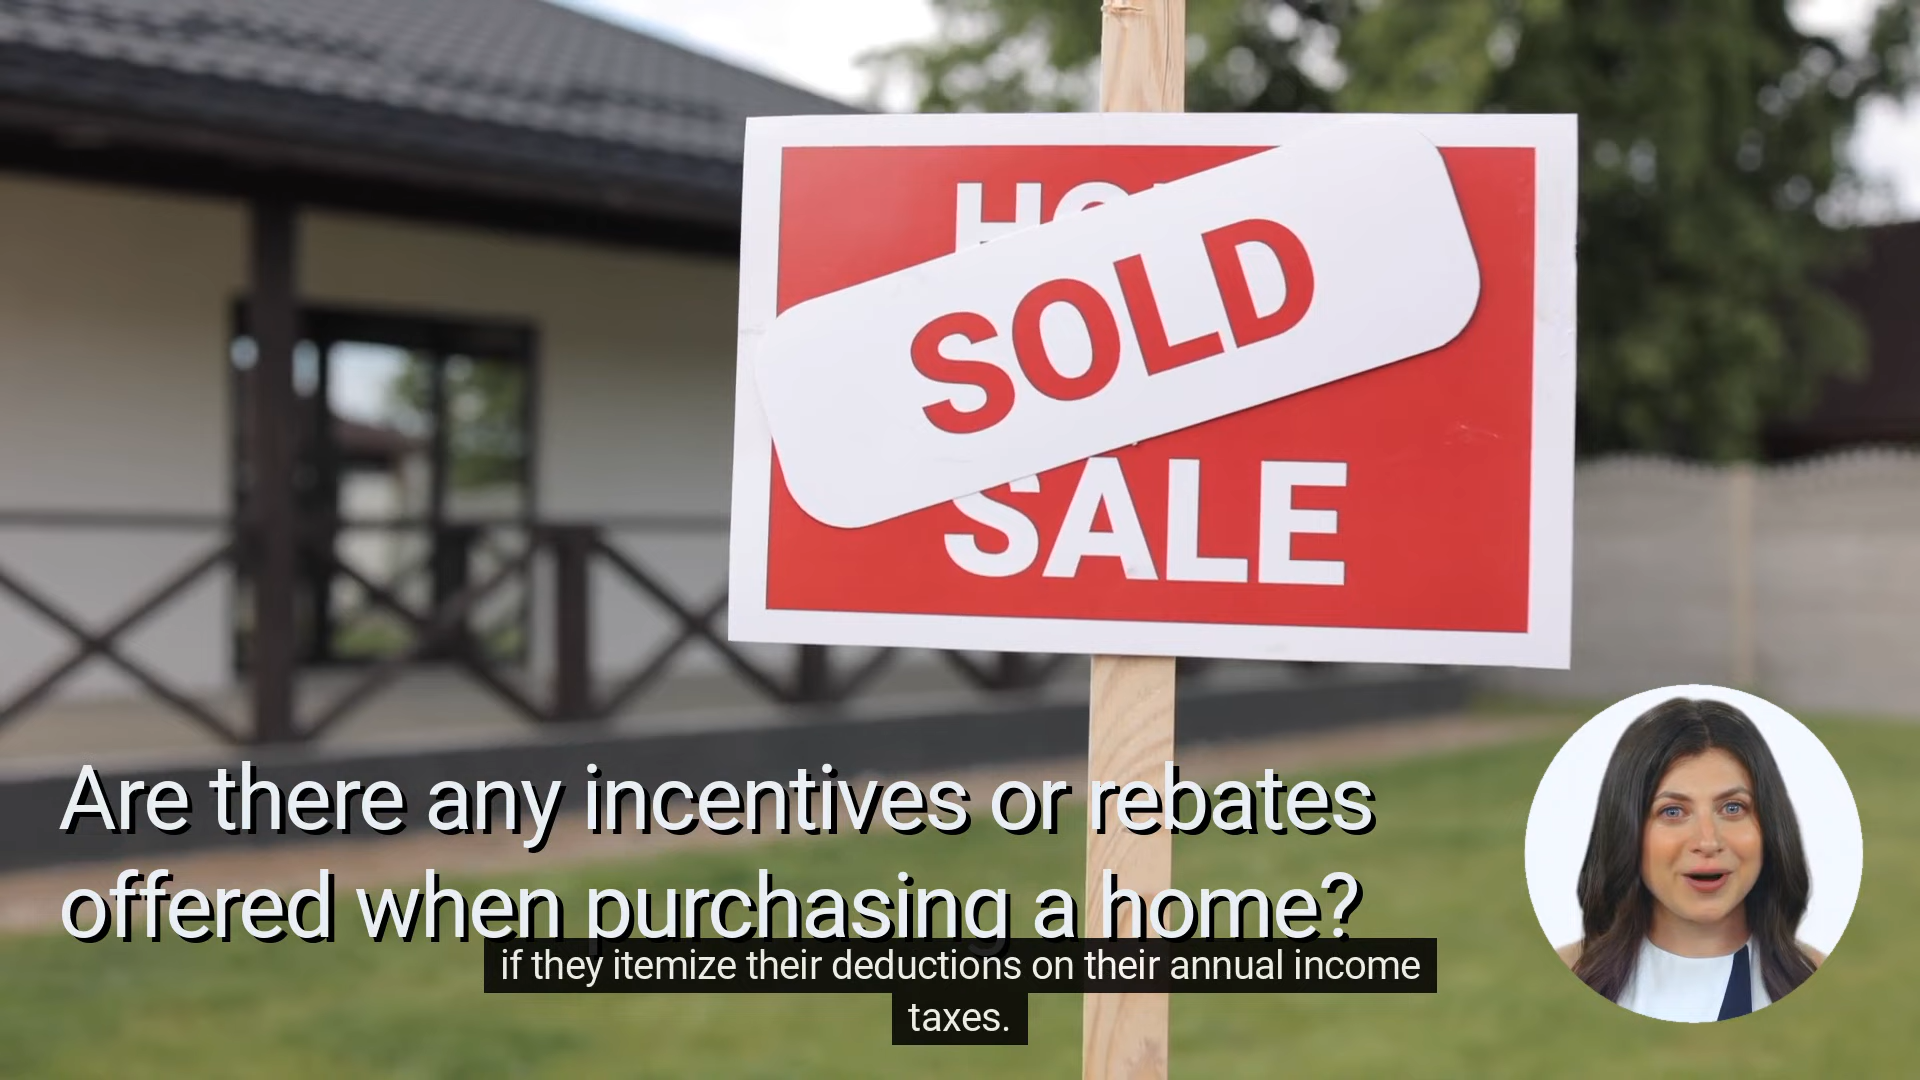 SOLD
SALE
Are there any incentives or rebates
offered when purchasing a home?
if they itemize their deductions on their annual income
taxes.